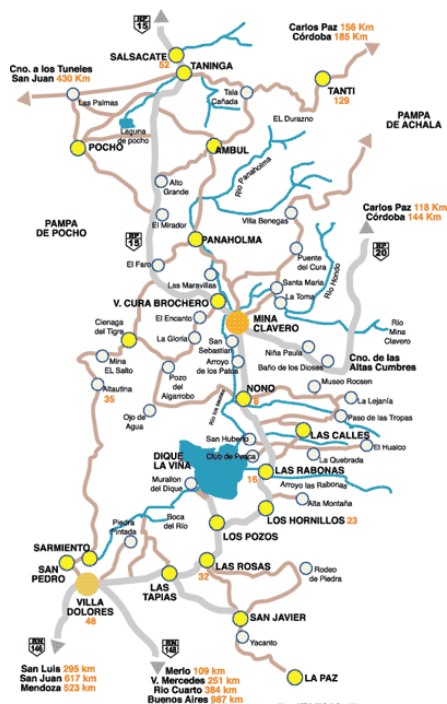 RP
15
SALSACATE
52
Carlos Paz 156 Km
Córdoba 185 Km
Cno. a los Tuneles
San Juan 430 Km
TANINGA
Las Palmas
Tala
Cañada
TANTI
129
Laguna
de pocho
EL Durazno
PAMPA
DE ACHALA
POCHO
AMBUL
Río Panaholma
Alto
Grande
Villa Benegas
Carlos Paz 118 Km
Córdoba 144 Km
PAMPA
DE POCHO
El Mirador
RP
15
PANAHOLMA
RP
20
El Faro
Puente
del Cura
Río Hondo
Las Maravillas
Santa María
La Toma
V. CURA BROCHERO
MINA
CLAVERO
Río
Mina
Clavero
El Encanto
Cienaga
del Tigre
La Gloria
San
Sebastian
Niña Paula
Cno. de las
Altas Cumbres
Mina
EL Salto
Arroyo
de los Patos
Baño de los Dioses
Pozo
del
Algarrobo
Museo Rocsen
Altautina
35
NONO
8
La Lejanía
Ojo de
Agua
Paso de las Tropas
San Huberto
LAS CALLES
El Hualco
DIQUE
LA VIÑA
Club de Pesca
La Quebrada
16
LAS RABONAS
Murallon
del Dique
Arroyo las Rabonas
Alta Montaña
Boca
del Río
LOS HORNILLOS 23
Piedra
Pintada
LOS POZOS
SARMIENTO
SAN
PEDRO
LAS ROSAS
32
Rodeo
de Piedra
VILLA
DOLORES
48
LAS
TAPIAS
SAN JAVIER
Yacanto
RN
146
RN
148
LA PAZ
San Luis 295 km
San Juan 617 km
Mendoza 523 km
Merlo 109 km
V. Mercedes 251 km
Rio Cuarto 384 km
Buenos Aires 987 km